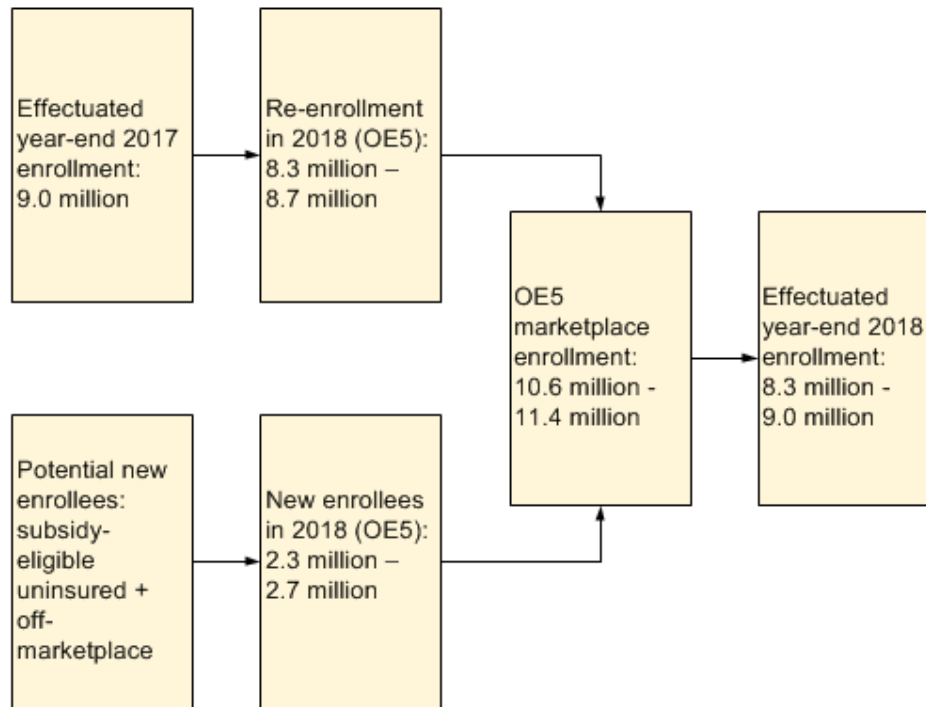 Effectuated
year-end 2017
enrollment:
9.0 million
Re-enrollment
in 2018 (OE5):
8.3 million –
8.7 million
OE5
marketplace
enrollment:
10.6 million -
11.4 million
Effectuated
year-end 2018
enrollment:
8.3 million -
9.0 million
Potential new
enrollees:
subsidy-
eligible
uninsured +
off-
marketplace
New enrollees
in 2018 (OE5):
2.3 million –
2.7 million